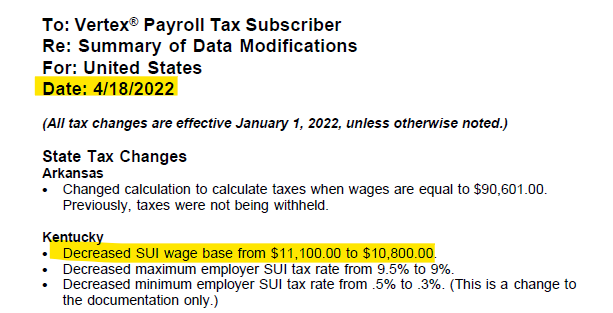 To: Vertex® Payroll Tax Subscriber
Re: Summary of Data Modifications
For: United States
Date: 4/18/2022
(All tax changes are effective January 1, 2022, unless otherwise noted.)
State Tax Changes
Arkansas
• Changed calculation to calculate taxes when wages are equal to $90,601.00.
Previously, taxes were not being withheld.
Kentucky
• Decreased SUI wage base from $11,100.00 to $10,800.00.
• Decreased maximum employer SUI tax rate from 9.5% to 9%.
• Decreased minimum employer SUI tax rate from .5% to .3%. (This is a change to
the documentation only.)